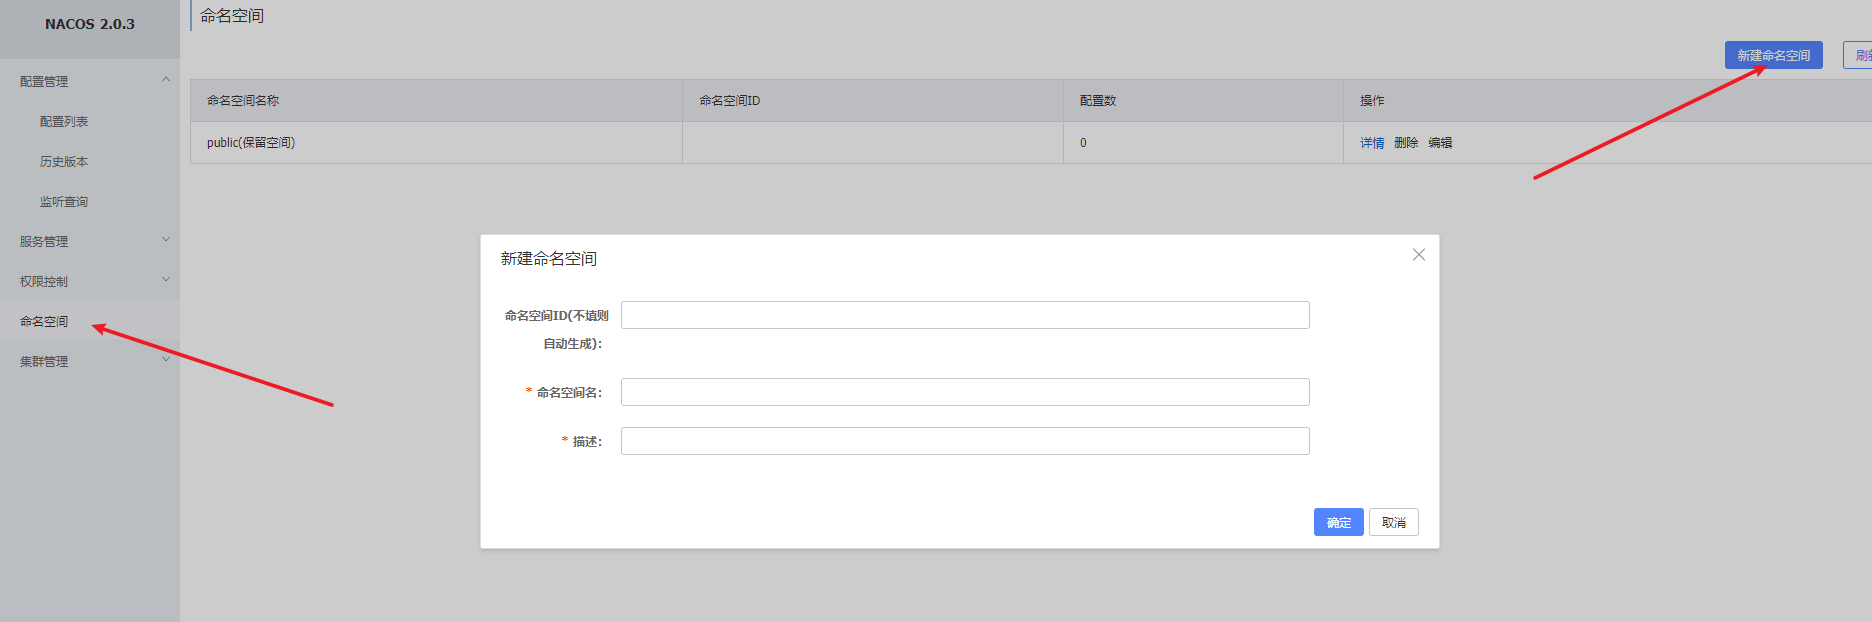 NACOS 2.0.3
配置管理
配置列表
历史版本
监听查询
服务管理
权限控制
命名空间
集群管理
命名空间
新建命名空间
命名空间名称 命名空间ID 配置数 操作
public(保留空间) 0 详情 删除 编辑
新建命名空间
命名空间ID(不填则
自动生成):
* 命名空间名:
* 描述:
确定 取消